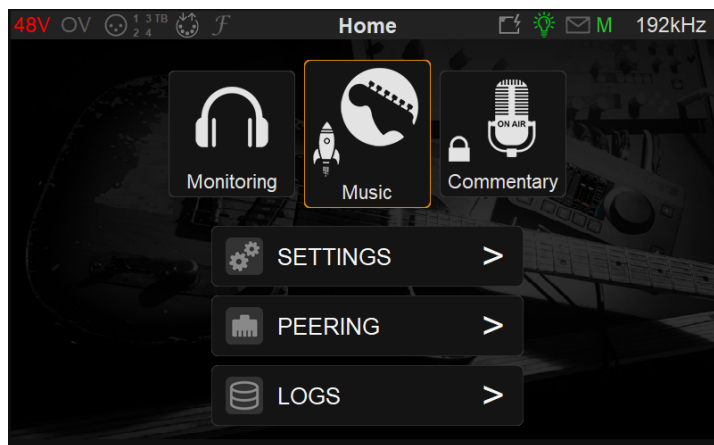 48V OV 1 3 TB 2 4 ℱ Home M 192kHz
ON AIR
Monitoring Music Commentary
SETTINGS >
PEERING >
LOGS >